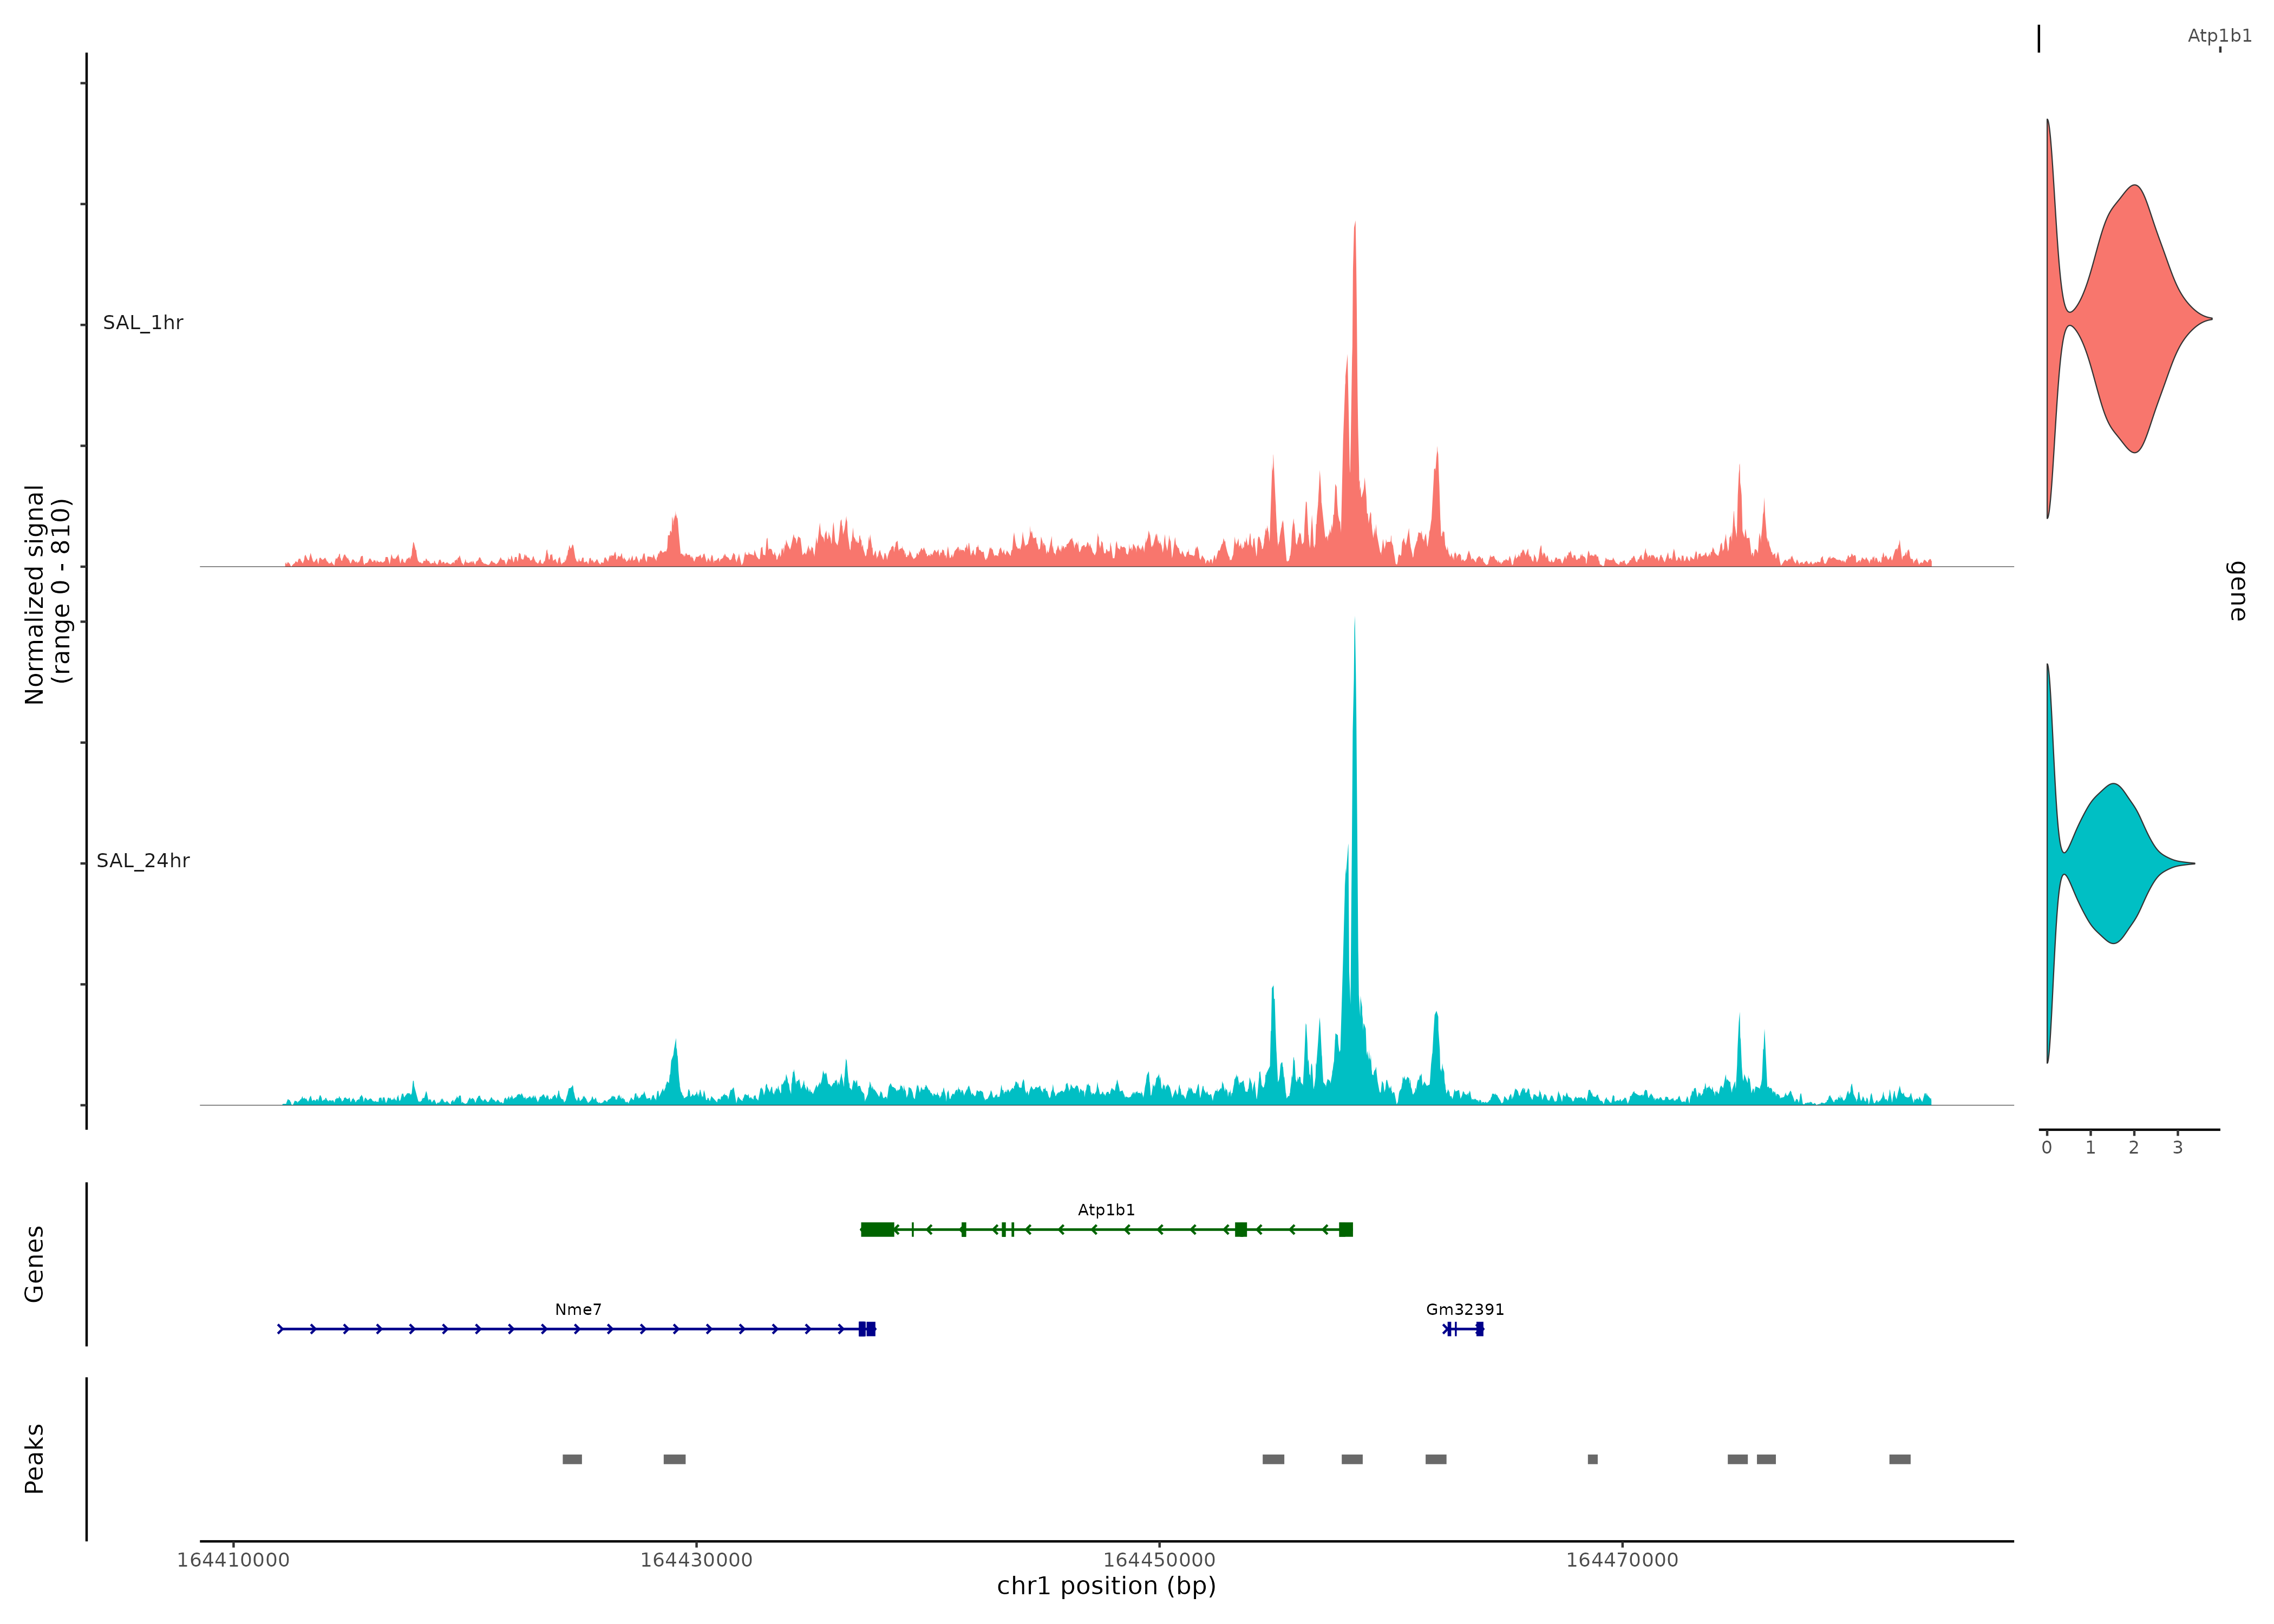 Atp1b1
SAL_1hr
Normalized signal
(range 0 - 810)
gene
SAL_24hr
0 1 2 3
Genes
Atp1b1
Nme7
Gm32391
Peaks
164410000 164430000 164450000 164470000
chr1 position (bp)